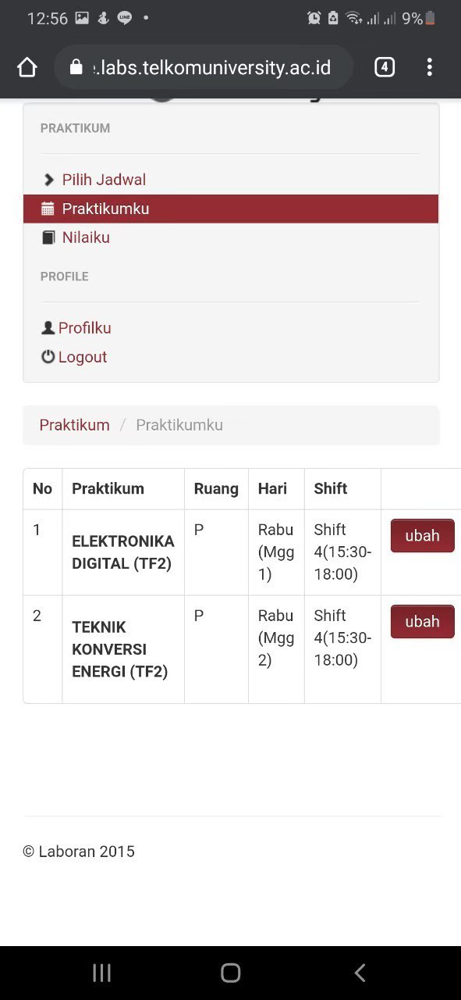 12:56 LINE 9%
:.labs.telkomuniversity.ac.id 4
PRAKTIKUM
Pilih Jadwal
Praktikumku
Nilaiku
PROFILE
Profilku
Logout
Praktikum / Praktikumku
No Praktikum Ruang Hari Shift
1 ELEKTRONIKA DIGITAL (TF2) P Rabu (Mgg 1) Shift 4(15:30-18:00) ubah
2 TEKNIK KONVERSI ENERGI (TF2) P Rabu (Mgg 2) Shift 4(15:30-18:00) ubah
© Laboran 2015